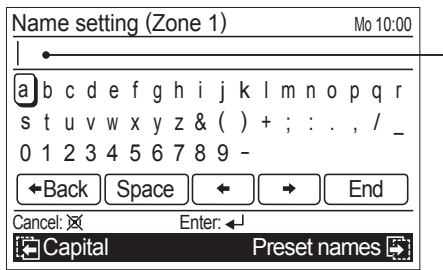 Name setting (Zone 1) Mo 10:00
a b c d e f g h i j k l m n o p q r
s t u v w x y z & ( ) + ; : . , / _
0 1 2 3 4 5 6 7 8 9 -
←Back Space ← → End
Cancel: Enter: ↵
Capital Preset names